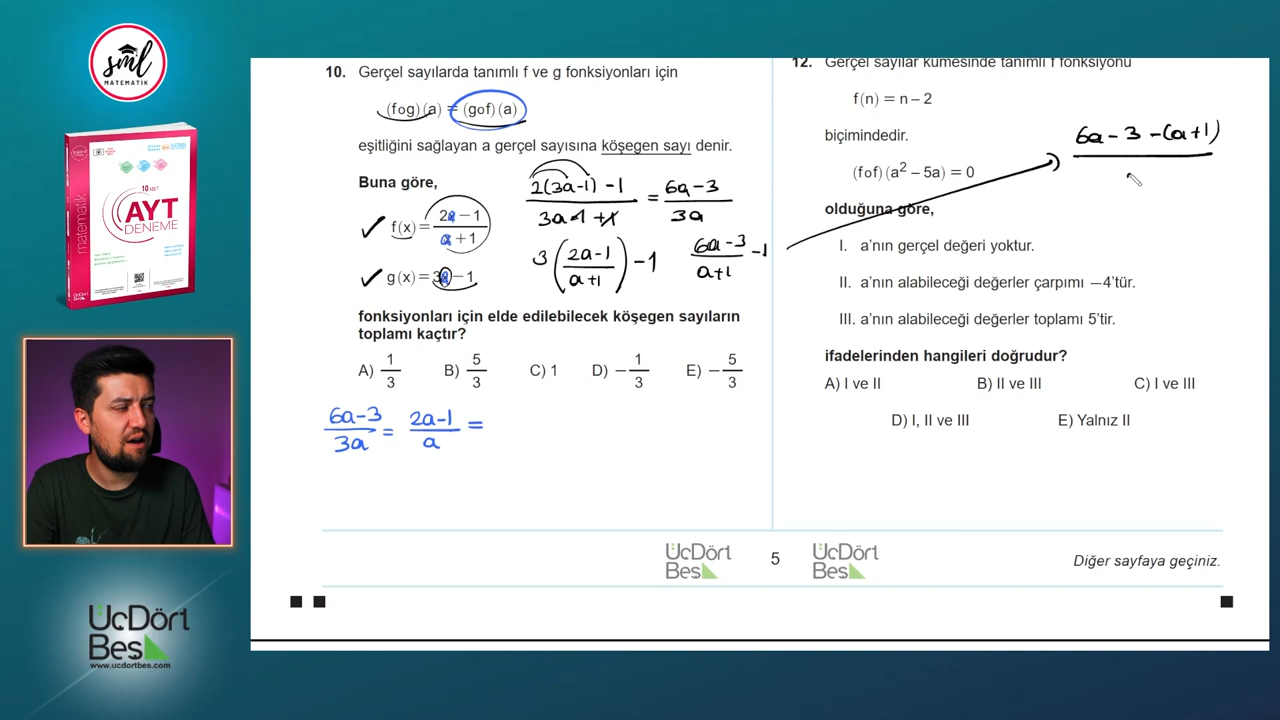 sml
MATEMATİK
10 ADET
AYT
DENEME
matematik
ÜçDört
Beş
www.ucdortbes.com
10. Gerçel sayılarda tanımlı f ve g fonksiyonları için
(fog)(a) = (gof)(a)
eşitliğini sağlayan a gerçel sayısına köşegen sayı denir.
Buna göre,
f(x) = 2a − 1 / a + 1
g(x) = 3a − 1
2(3a-1) -1 / 3a -1 +1 = 6a-3 / 3a
3 (2a-1 / a+1) -1
6a-3 / a+1 -1
fonksiyonları için elde edilebilecek köşegen sayıların
toplamı kaçtır?
A) 1/3 B) 5/3 C) 1 D) −1/3 E) −5/3
6a-3 / 3a = 2a-1 / a =
12. Gerçel sayılar kümesinde tanımlı f fonksiyonu
f(n) = n − 2
biçimindedir.
6a - 3 -(a+1)
(fof)(a² − 5a) = 0
olduğuna göre,
I. a'nın gerçel değeri yoktur.
II. a'nın alabileceği değerler çarpımı −4'tür.
III. a'nın alabileceği değerler toplamı 5'tir.
ifadelerinden hangileri doğrudur?
A) I ve II B) II ve III C) I ve III
D) I, II ve III E) Yalnız II
ÜçDört
Beş
5
ÜçDört
Beş
Diğer sayfaya geçiniz.